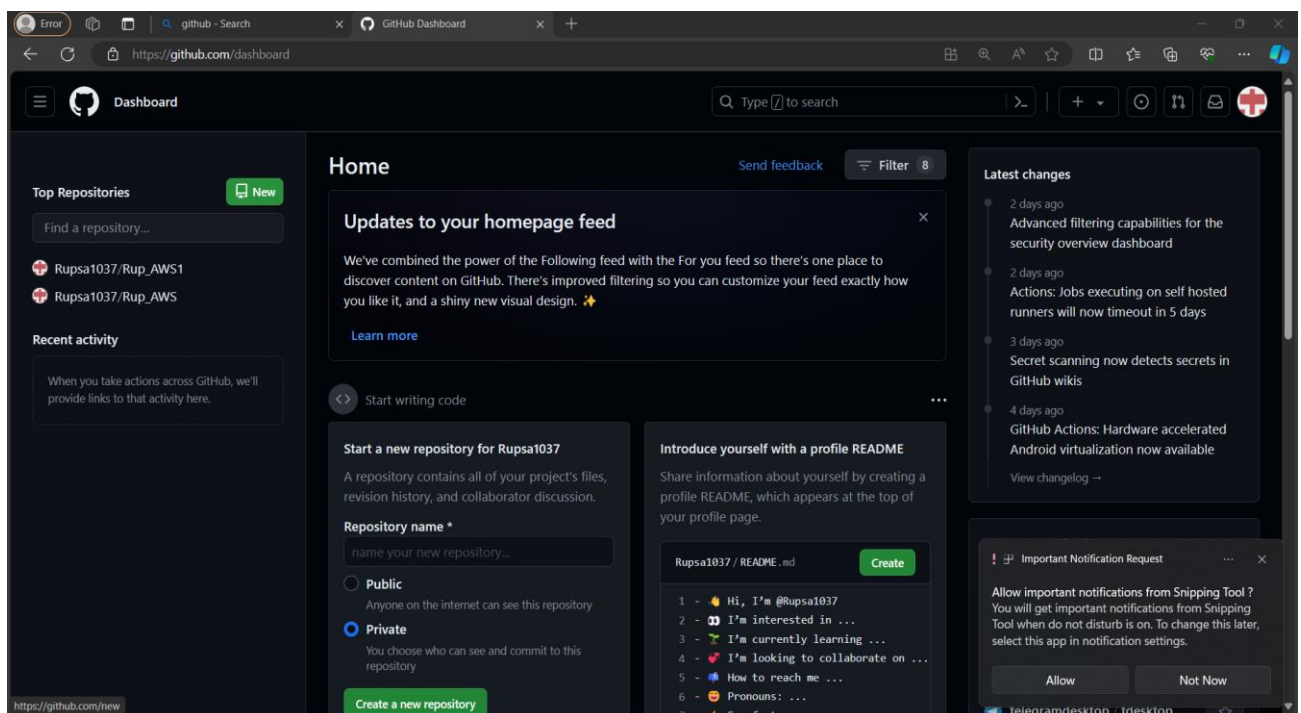 Error
github - Search
GitHub Dashboard
https://github.com/dashboard
Dashboard
Type / to search
Top Repositories
New
Find a repository...
Rupsa1037/Rup_AWS1
Rupsa1037/Rup_AWS
Recent activity
When you take actions across GitHub, we'll
provide links to that activity here.
Home
Send feedback
Filter 8
Updates to your homepage feed
We've combined the power of the Following feed with the For you feed so there's one place to
discover content on GitHub. There's improved filtering so you can customize your feed exactly how
you like it, and a shiny new visual design. ✨
Learn more
Start writing code
Start a new repository for Rupsa1037
A repository contains all of your project's files,
revision history, and collaborator discussion.
Repository name *
name your new repository...
Public
Anyone on the internet can see this repository
Private
You choose who can see and commit to this
repository
Create a new repository
Introduce yourself with a profile README
Share information about yourself by creating a
profile README, which appears at the top of
your profile page.
Rupsa1037 / README.md
Create
1 - 👋 Hi, I'm @Rupsa1037
2 - 👀 I'm interested in ...
3 - 🌱 I'm currently learning ...
4 - 💞️ I'm looking to collaborate on ...
5 - 📫 How to reach me ...
6 - 😄 Pronouns: ...
Latest changes
2 days ago
Advanced filtering capabilities for the
security overview dashboard
2 days ago
Actions: Jobs executing on self hosted
runners will now timeout in 5 days
3 days ago
Secret scanning now detects secrets in
GitHub wikis
4 days ago
GitHub Actions: Hardware accelerated
Android virtualization now available
View changelog →
Important Notification Request
Allow important notifications from Snipping Tool ?
You will get important notifications from Snipping
Tool when do not disturb is on. To change this later,
select this app in notification settings.
Allow
Not Now
telegramdesktop / tdesktop
https://github.com/new